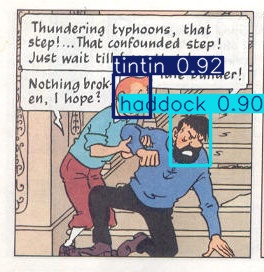 Thundering typhoons, that
step!...That confounded step!
Just wait till
builder!
Nothing brok-
en, I hope?
tintin 0.92
haddock 0.90